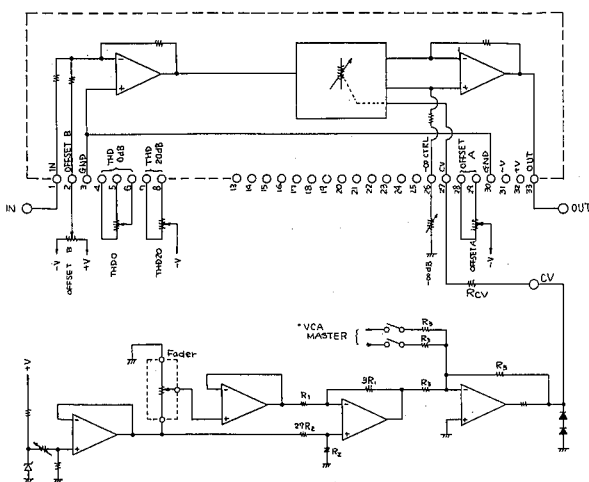 IN
OFFSET B
GND
THD
0dB
THD
20dB
-∞ CTRL
CV
OFFSET
A
GND
-V
+V
OUT
1
2
3
4
5
6
7
8
13
14
15
16
17
18
19
20
21
22
23
24
25
26
27
28
29
30
31
32
33
IN
OUT
-V
+V
OFFSET B
THD0
THD20
-V
-∞dB
OFFSET A
-V
RCV
CV
*VCA
MASTER
R3
R3
+V
Fader
R1
9R1
R3
R3
27R2
R2